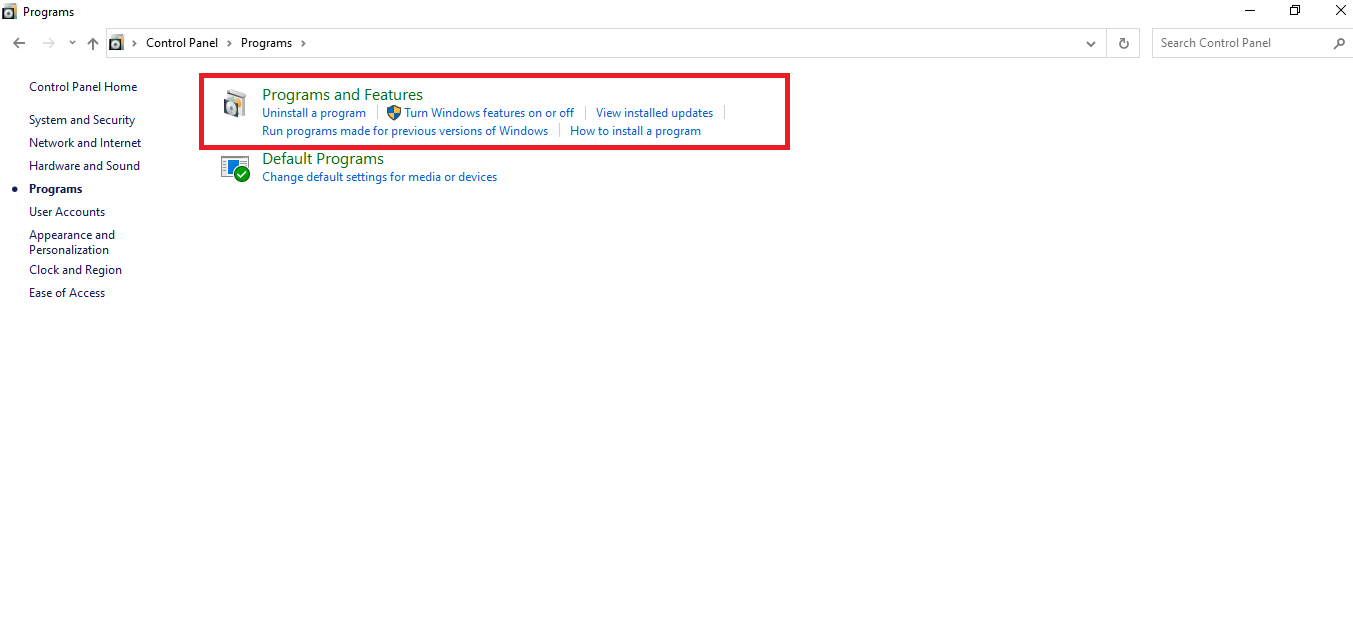 Programs
Control Panel > Programs >
Search Control Panel
Control Panel Home
System and Security
Network and Internet
Hardware and Sound
Programs
User Accounts
Appearance and
Personalization
Clock and Region
Ease of Access
Programs and Features
Uninstall a program | Turn Windows features on or off | View installed updates |
Run programs made for previous versions of Windows | How to install a program
Default Programs
Change default settings for media or devices